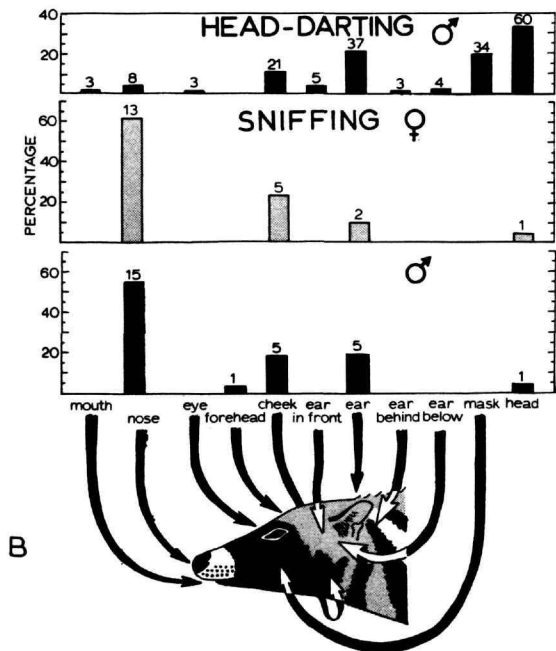 HEAD-DARTING ♂
40
20
3 8 3 21 5 37 3 4 34 60
SNIFFING ♀
PERCENTAGE
60
40
20
13 5 2 1
♂
60
40
20
15 1 5 5 1
mouth nose eye forehead cheek ear in front ear ear behind ear below mask head
B